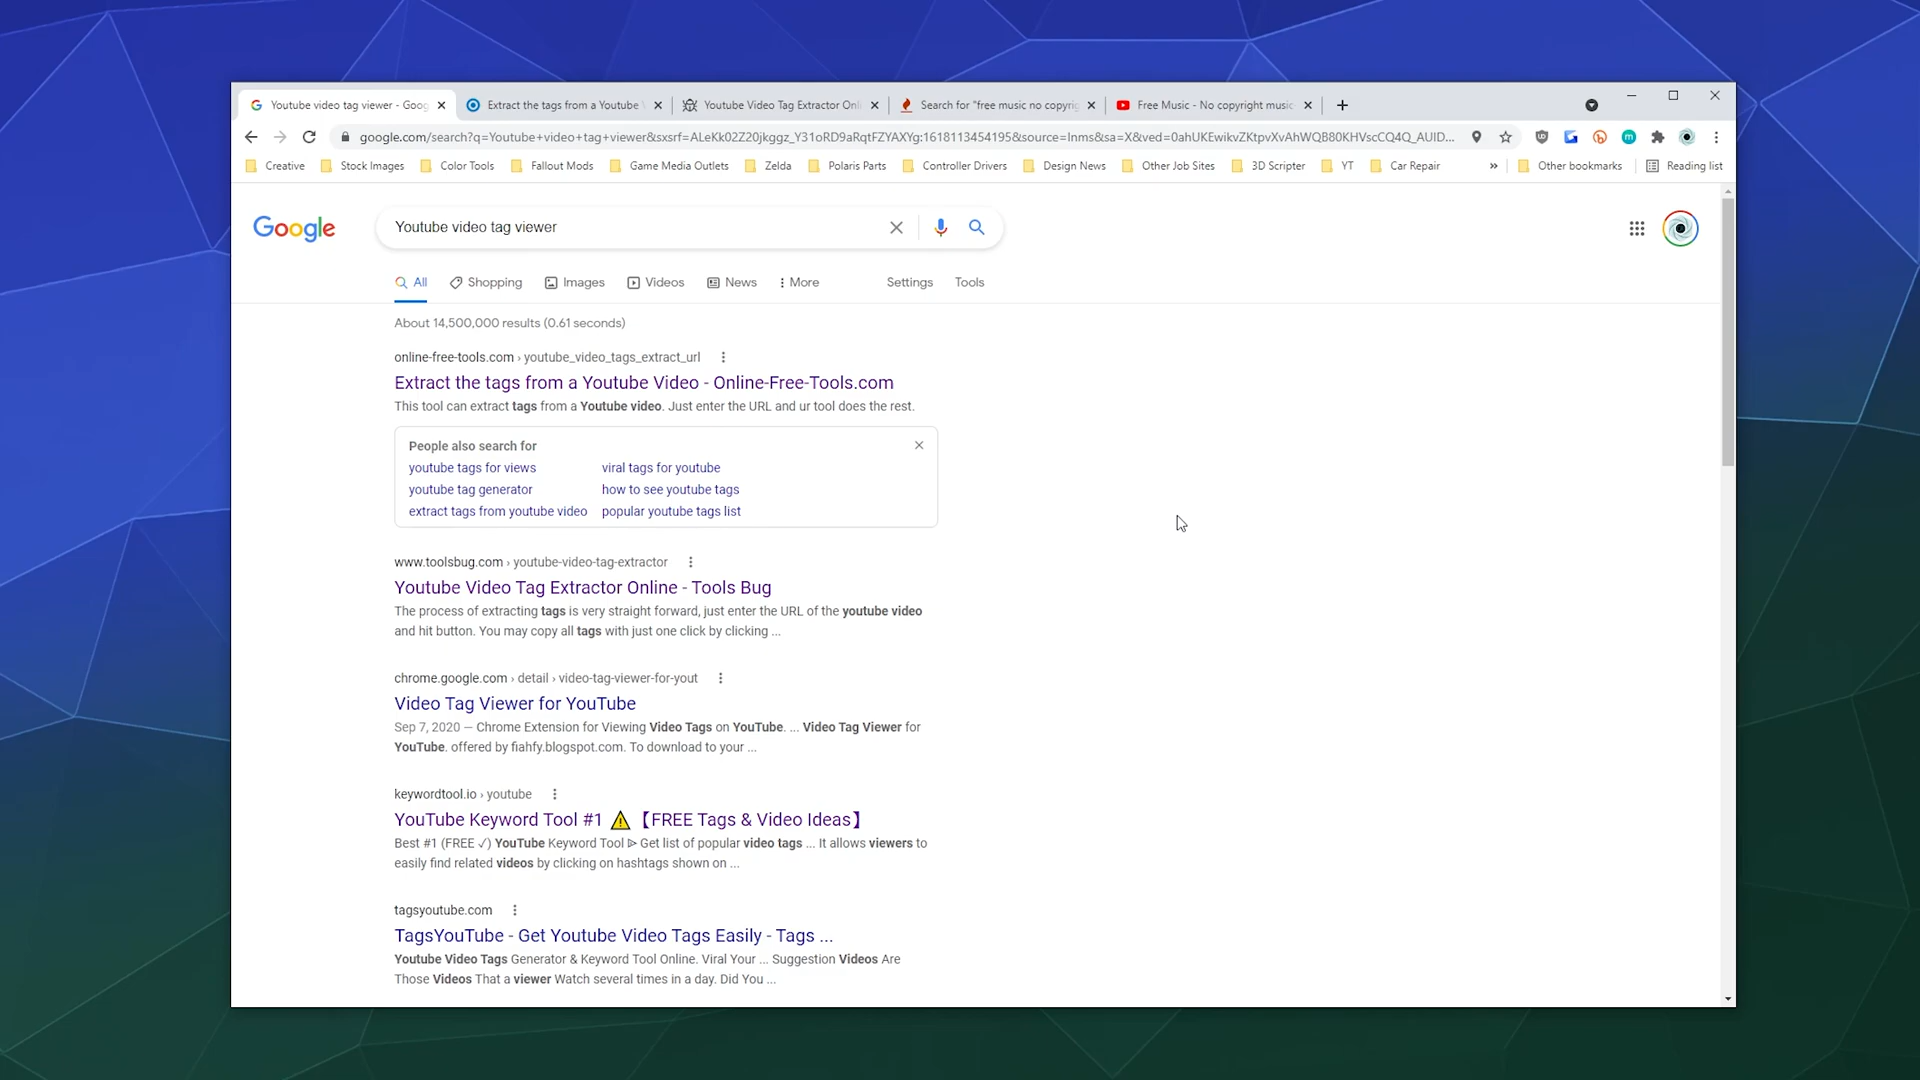 Youtube video tag viewer - Goog
Extract the tags from a Youtube
Youtube Video Tag Extractor Onl
Search for "free music no copyrig
Free Music - No copyright music
google.com/search?q=Youtube+video+tag+viewer&sxsrf=ALeKk02Z20jkggz_Y31oRD9aRqtFZYAXYg:1618113454195&source=lnms&sa=X&ved=0ahUKEwikvZKtpvXvAhWQB80KHVscCQ4Q_AUID...
Creative
Stock Images
Color Tools
Fallout Mods
Game Media Outlets
Zelda
Polaris Parts
Controller Drivers
Design News
Other Job Sites
3D Scripter
YT
Car Repair
»
Other bookmarks
Reading list
Google
Youtube video tag viewer
All
Shopping
Images
Videos
News
More
Settings
Tools
About 14,500,000 results (0.61 seconds)
online-free-tools.com › youtube_video_tags_extract_url
Extract the tags from a Youtube Video - Online-Free-Tools.com
This tool can extract tags from a Youtube video. Just enter the URL and ur tool does the rest.
People also search for
youtube tags for views
viral tags for youtube
youtube tag generator
how to see youtube tags
extract tags from youtube video
popular youtube tags list
www.toolsbug.com › youtube-video-tag-extractor
Youtube Video Tag Extractor Online - Tools Bug
The process of extracting tags is very straight forward, just enter the URL of the youtube video
and hit button. You may copy all tags with just one click by clicking ...
chrome.google.com › detail › video-tag-viewer-for-yout
Video Tag Viewer for YouTube
Sep 7, 2020 — Chrome Extension for Viewing Video Tags on YouTube. ... Video Tag Viewer for
YouTube. offered by fiahfy.blogspot.com. To download to your ...
keywordtool.io › youtube
YouTube Keyword Tool #1 ⚠️【FREE Tags & Video Ideas】
Best #1 (FREE ✓) YouTube Keyword Tool ᐉ Get list of popular video tags ... It allows viewers to
easily find related videos by clicking on hashtags shown on ...
tagsyoutube.com
TagsYouTube - Get Youtube Video Tags Easily - Tags ...
Youtube Video Tags Generator & Keyword Tool Online. Viral Your ... Suggestion Videos Are
Those Videos That a viewer Watch several times in a day. Did You ...